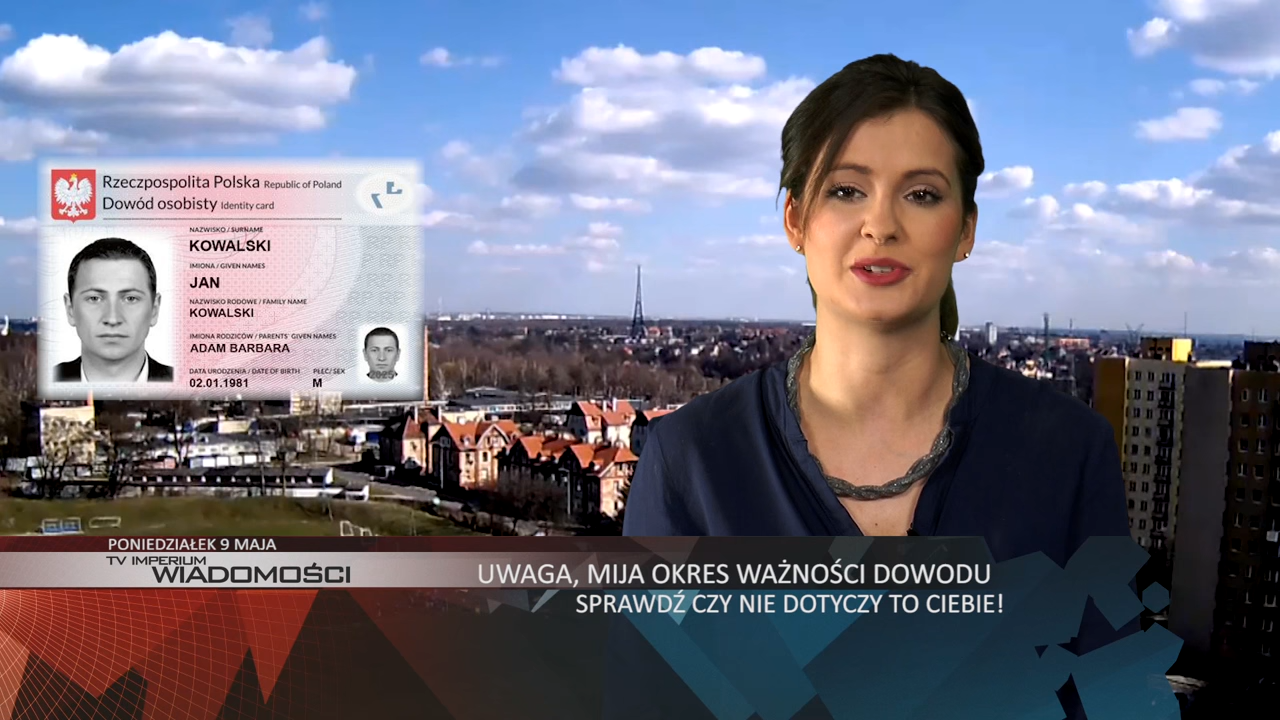 Rzeczpospolita Polska Republic of Poland
Dowód osobisty Identity card
NAZWISKO / SURNAME
KOWALSKI
IMIONA / GIVEN NAMES
JAN
NAZWISKO RODOWE / FAMILY NAME
KOWALSKI
IMIONA RODZICÓW / PARENTS' GIVEN NAMES
ADAM BARBARA
DATA URODZENIA / DATE OF BIRTH PŁEĆ/ SEX
02.01.1981 M
PONIEDZIAŁEK 9 MAJA
TV IMPERIUM
WIADOMOŚCI
UWAGA, MIJA OKRES WAŻNOŚCI DOWODU
SPRAWDŹ CZY NIE DOTYCZY TO CIEBIE!